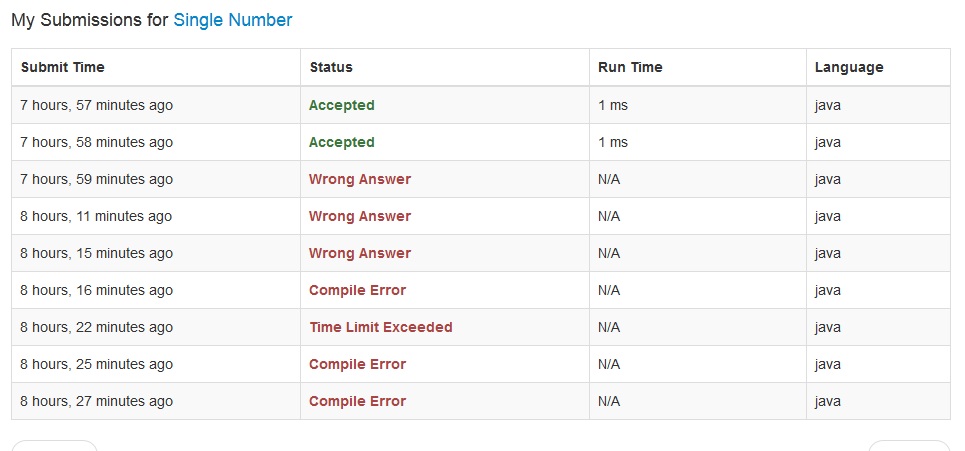 My Submissions for Single Number
Submit Time Status Run Time Language
7 hours, 57 minutes ago Accepted 1 ms java
7 hours, 58 minutes ago Accepted 1 ms java
7 hours, 59 minutes ago Wrong Answer N/A java
8 hours, 11 minutes ago Wrong Answer N/A java
8 hours, 15 minutes ago Wrong Answer N/A java
8 hours, 16 minutes ago Compile Error N/A java
8 hours, 22 minutes ago Time Limit Exceeded N/A java
8 hours, 25 minutes ago Compile Error N/A java
8 hours, 27 minutes ago Compile Error N/A java